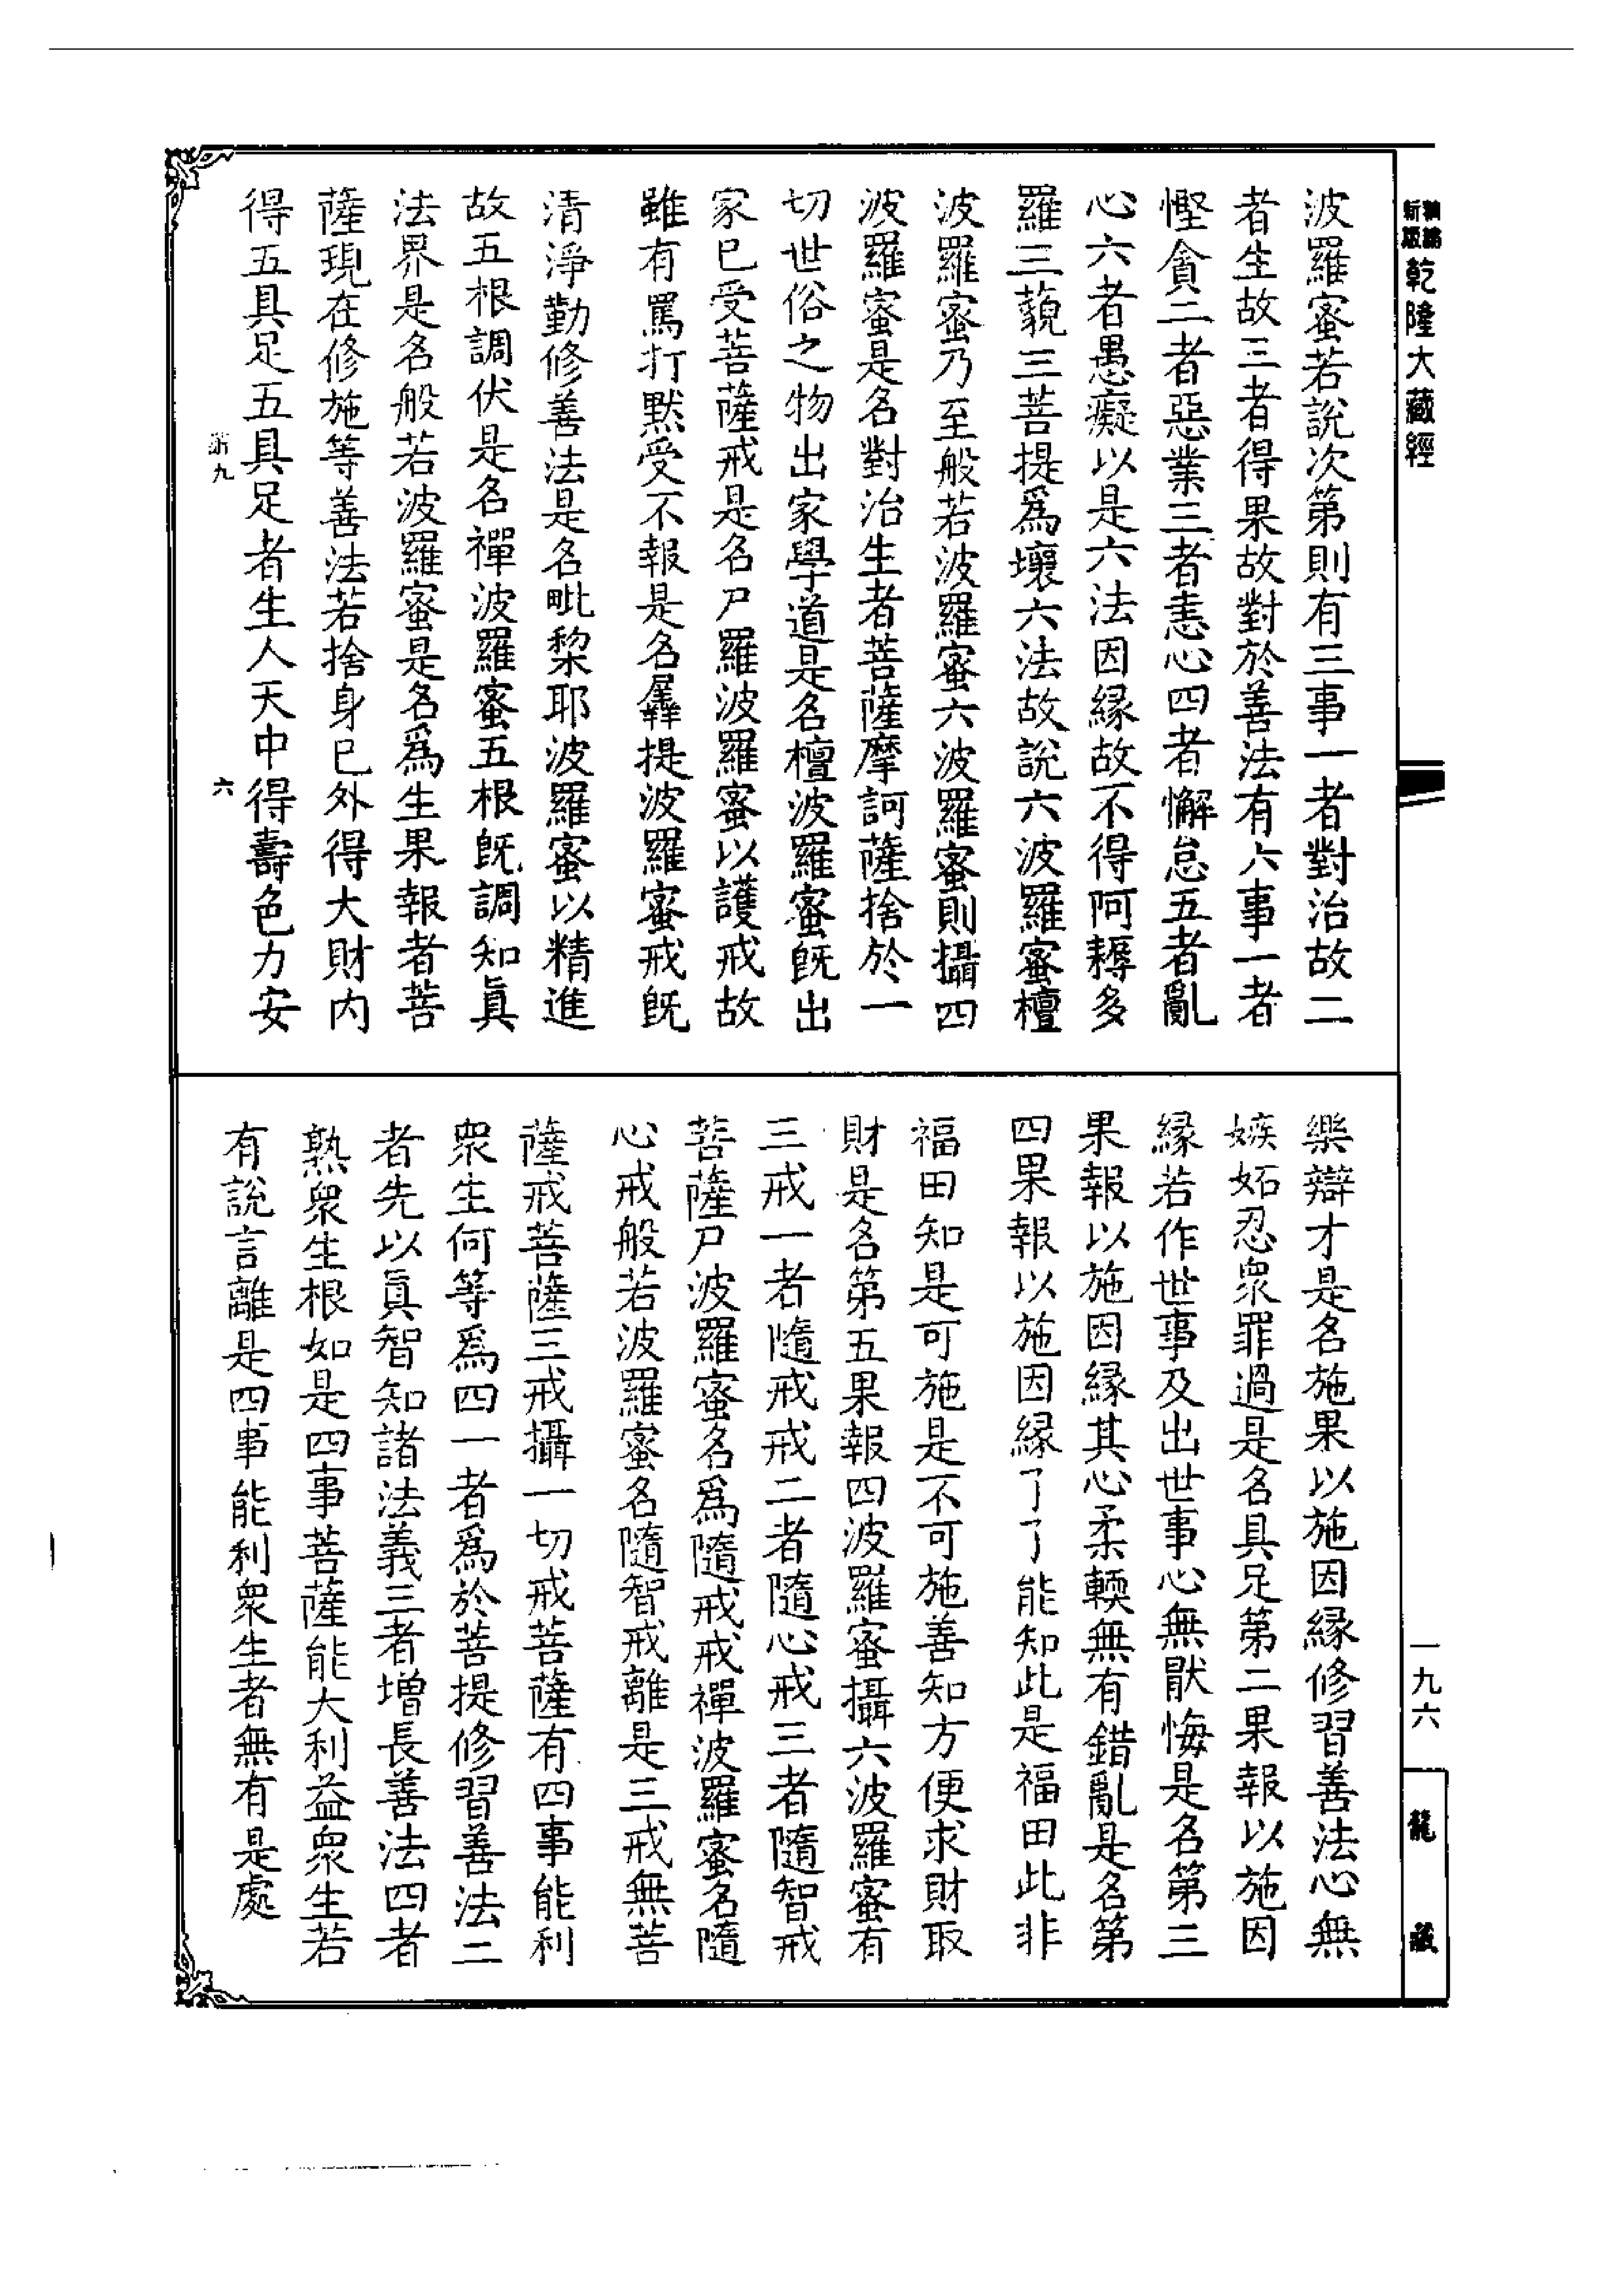 乾隆大藏經
波羅蜜若說次第則有三事一者對治故二
者生故三者得果故對於善法有六事一者
慳貪二者惡業三者恚心四者懈怠五者亂
心六者愚癡以是六法因緣故不得阿耨多
羅三藐三菩提爲壞六法故說六波羅蜜檀
波羅蜜乃至般若波羅蜜六波羅蜜則攝四
波羅蜜是名對治生者菩薩摩訶薩捨於一
切世俗之物出家學道是名檀波羅蜜旣出
家已受菩薩戒是名尸羅波羅蜜以護戒故
雖有罵打默受不報是名羼提波羅蜜戒旣
清淨勤修善法是名毗棃耶波羅蜜以精進
故五根調伏是名禪波羅蜜五根旣調知眞
法界是名般若波羅蜜是名爲生果報者菩
薩現在修施等善法若捨身已外得大財内
得五具足五具足者生人天中得壽色力安
六
樂辯才是名施果以施因緣修習善法心無
嫉妬忍衆罪過是名具足第二果報以施因
緣若作世事及出世事心無厭悔是名第三
果報以施因緣其心柔輭無有錯亂是名第
四果報以施因緣了了能知此是福田此非
福田知是可施是不可施善知方便求財取
財是名第五果報四波羅蜜攝六波羅蜜有
三戒一者隨戒戒二者隨心戒三者隨智戒
菩薩尸波羅蜜名爲隨戒戒禪波羅蜜名隨
心戒般若波羅蜜名隨智戒離是三戒無菩
薩戒菩薩三戒攝一切戒菩薩有四事能利
衆生何等爲四一者爲於菩提修習善法二
者先以眞智知諸法義三者增長善法四者
熟衆生根如是四事菩薩能大利益衆生若
有說言離是四事能利衆生者無有是處
一九六
龍藏